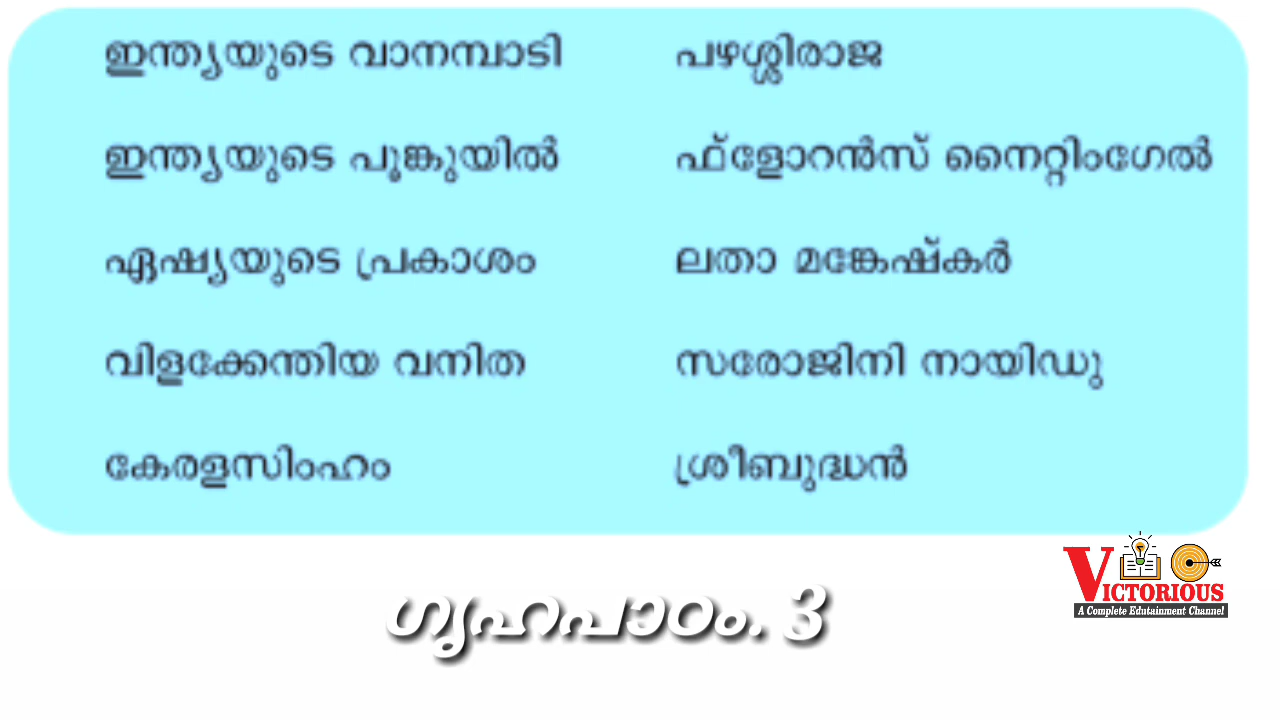 ഇന്ത്യയുടെ വാനമ്പാടി പഴശ്ശിരാജ
ഇന്ത്യയുടെ പൂങ്കുയിൽ ഫ്ളോറൻസ് നൈറ്റിംഗേൽ
ഏഷ്യയുടെ പ്രകാശം ലതാ മങ്കേഷ്കർ
വിളക്കേന്തിയ വനിത സരോജിനി നായിഡു
കേരളസിംഹം ശ്രീബുദ്ധൻ
VICTORIOUS
A Complete Edutainment Channel
ഗൃഹപാഠം. 3